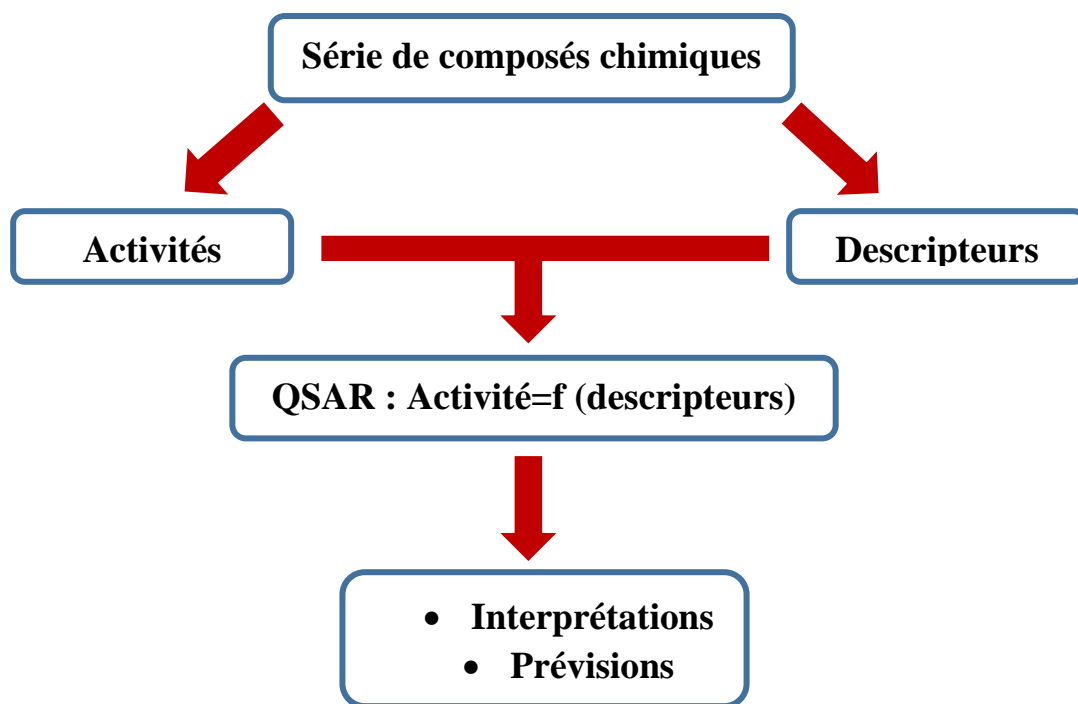 Série de composés chimiques
Activités
Descripteurs
QSAR : Activité=f (descripteurs)
• Interprétations
• Prévisions